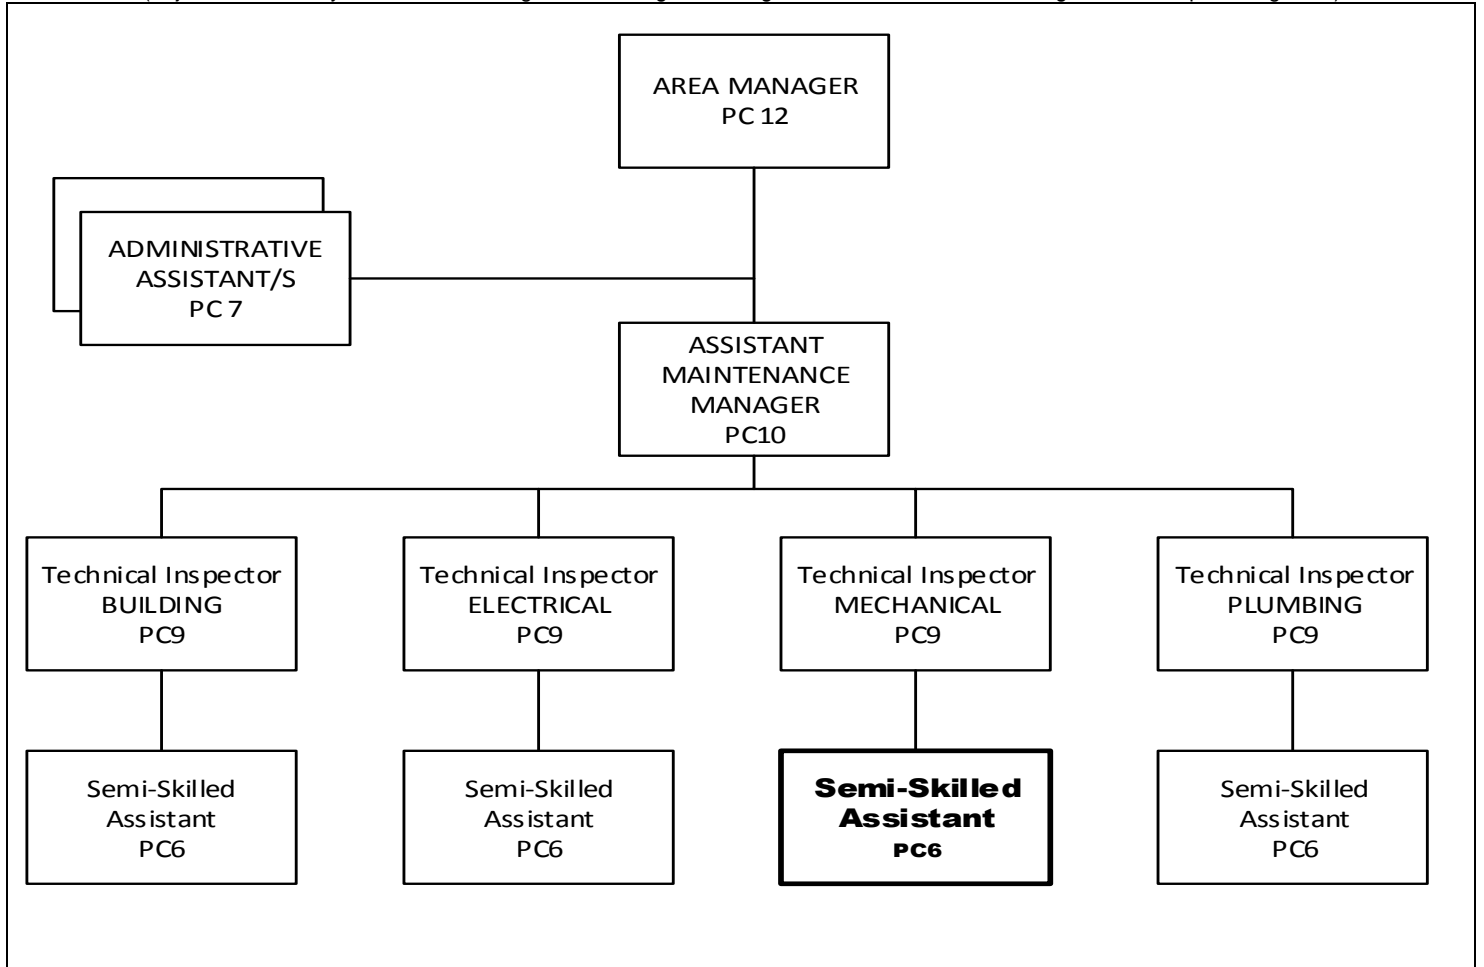 AREA MANAGER
PC 12
ADMINISTRATIVE
ASSISTANT/S
PC 7
ASSISTANT
MAINTENANCE
MANAGER
PC10
Technical Inspector
BUILDING
PC9
Technical Inspector
ELECTRICAL
PC9
Technical Inspector
MECHANICAL
PC9
Technical Inspector
PLUMBING
PC9
Semi-Skilled
Assistant
PC6
Semi-Skilled
Assistant
PC6
Semi-Skilled
Assistant
PC6
Semi-Skilled
Assistant
PC6